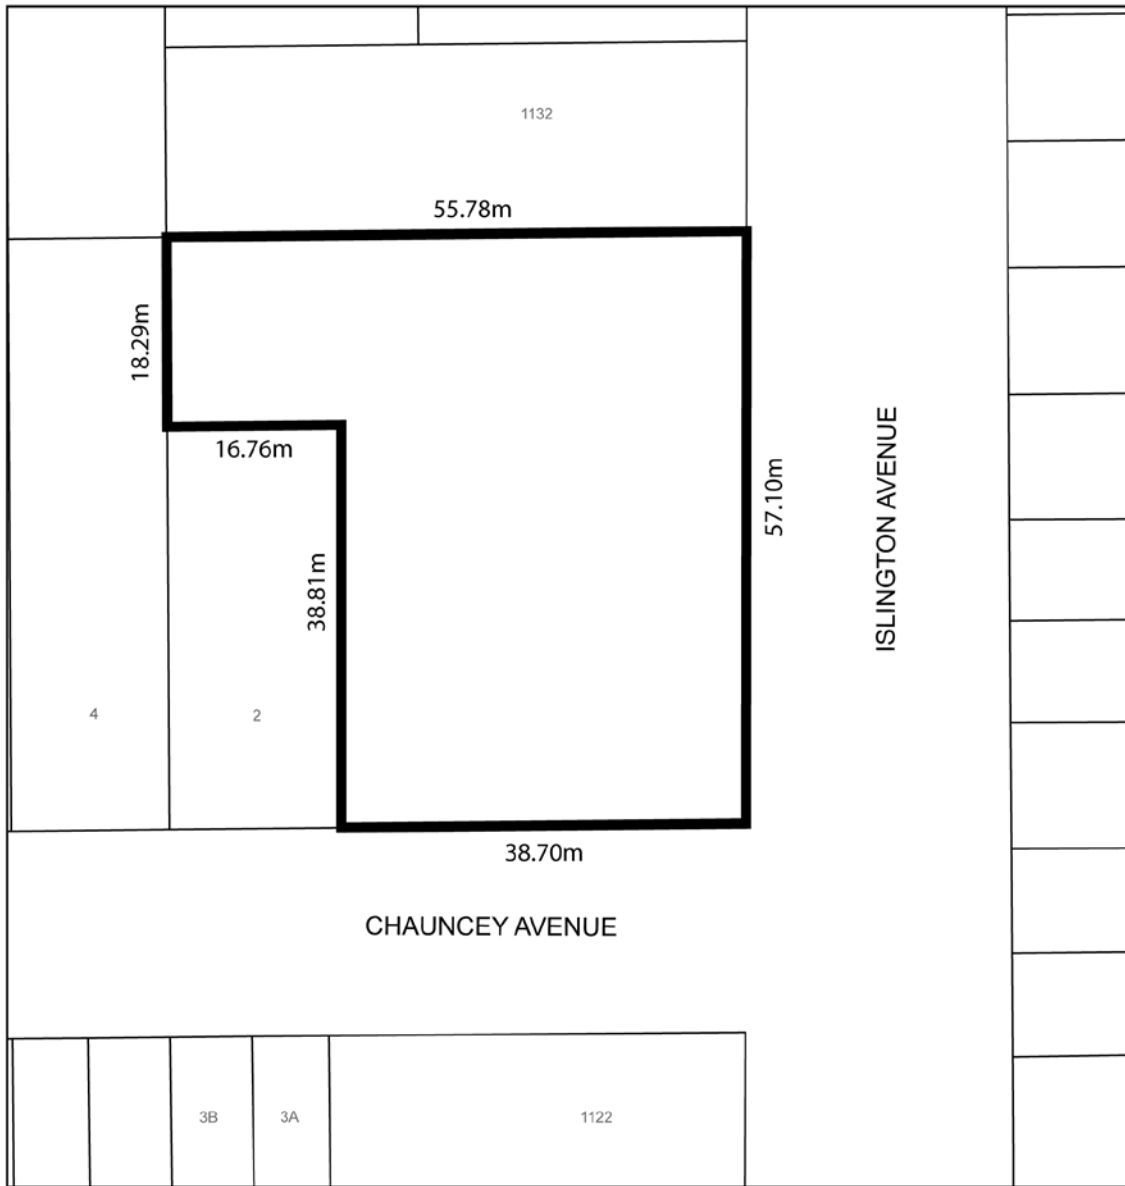 1132
55.78m
18.29m
16.76m
38.81m
57.10m
ISLINGTON AVENUE
4
2
38.70m
CHAUNCEY AVENUE
3B
3A
1122